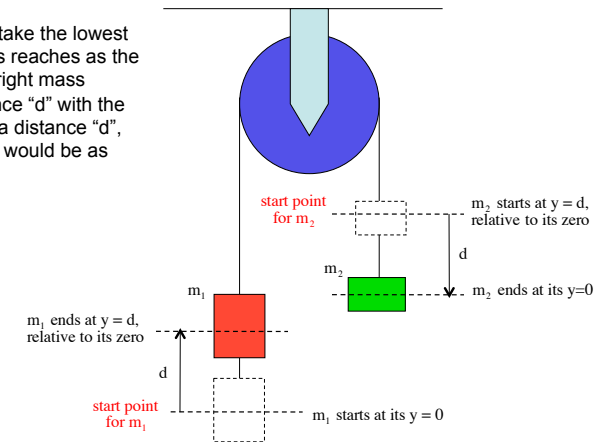 take the lowest
s reaches as the
right mass
nce “d” with the
a distance “d”,
would be as
start point
for m₂
m₂ starts at y = d,
relative to its zero
d
m₂
m₂ ends at its y=0
m₁
m₁ ends at y = d,
relative to its zero
d
start point
for m₁
m₁ starts at its y = 0